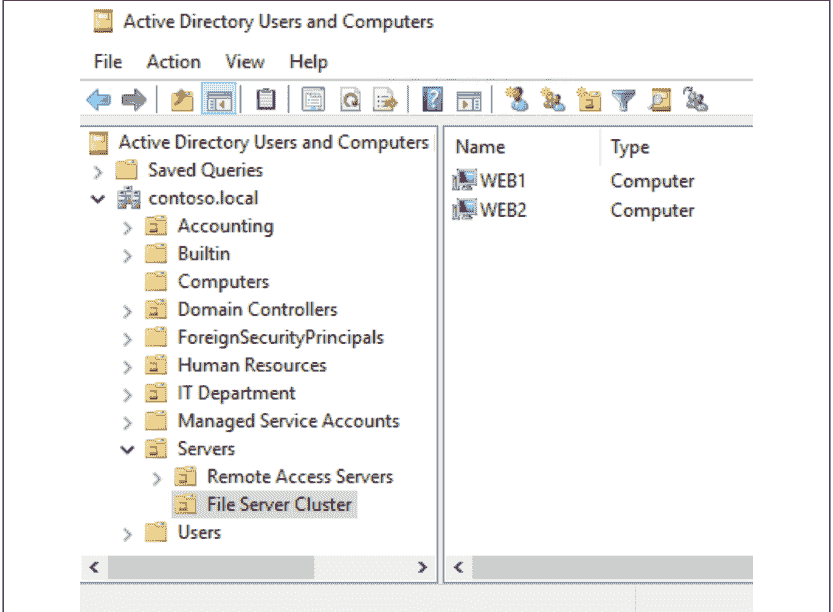 Active Directory Users and Computers
File Action View Help
Active Directory Users and Computers
Saved Queries
contoso.local
Accounting
Builtin
Computers
Domain Controllers
ForeignSecurityPrincipals
Human Resources
IT Department
Managed Service Accounts
Servers
Remote Access Servers
File Server Cluster
Users
Name Type
WEB1 Computer
WEB2 Computer